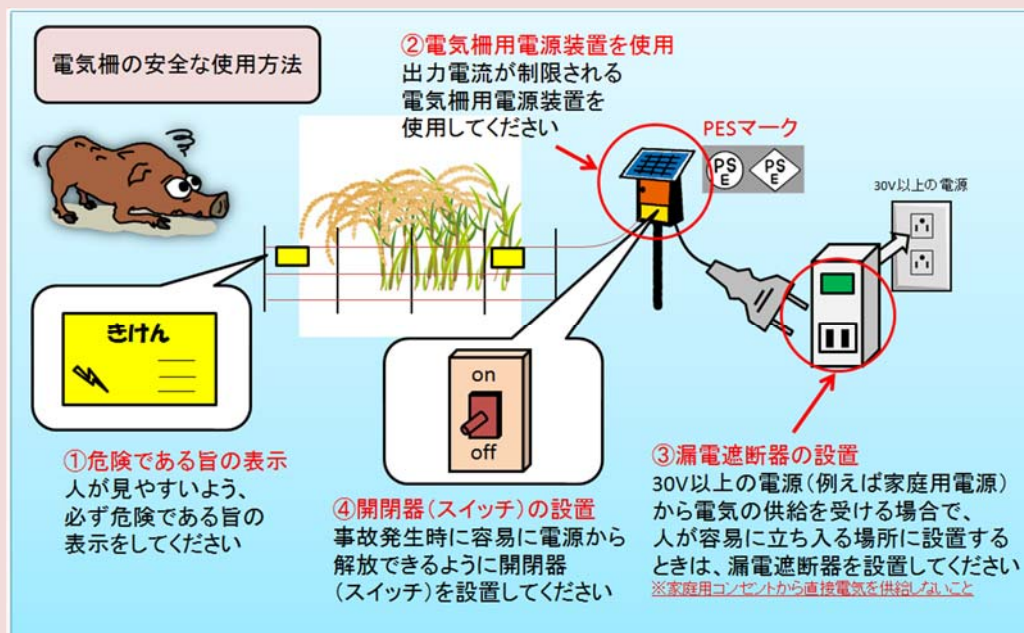 電気柵の安全な使用方法
②電気柵用電源装置を使用
出力電流が制限される
電気柵用電源装置を
使用してください
PESマーク
PS
E
PS
E
30V以上の電源
きけん
on
off
①危険である旨の表示
人が見やすいよう、
必ず危険である旨の
表示をしてください
④開閉器(スイッチ)の設置
事故発生時に容易に電源から
解放できるように開閉器
(スイッチ)を設置してください
③漏電遮断器の設置
30V以上の電源(例えば家庭用電源)
から電気の供給を受ける場合で、
人が容易に立ち入る場所に設置する
ときは、漏電遮断器を設置してください
※家庭用コンセントから直接電気を供給しないこと